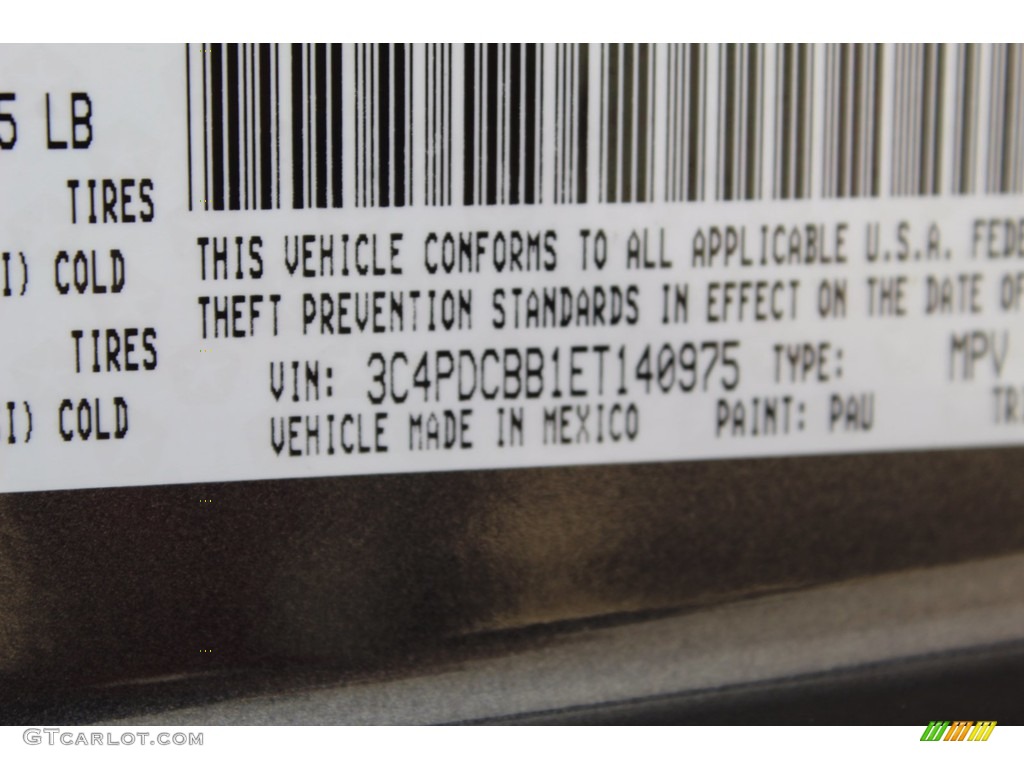 5 LB
TIRES
I) COLD
TIRES
I) COLD
THIS VEHICLE CONFORMS TO ALL APPLICABLE U.S.A. FEDE
THEFT PREVENTION STANDARDS IN EFFECT ON THE DATE OF
VIN: 3C4PDCBB1ET140975 TYPE: MPV
VEHICLE MADE IN MEXICO PAINT: PAU TRI
GTCARLOT.COM